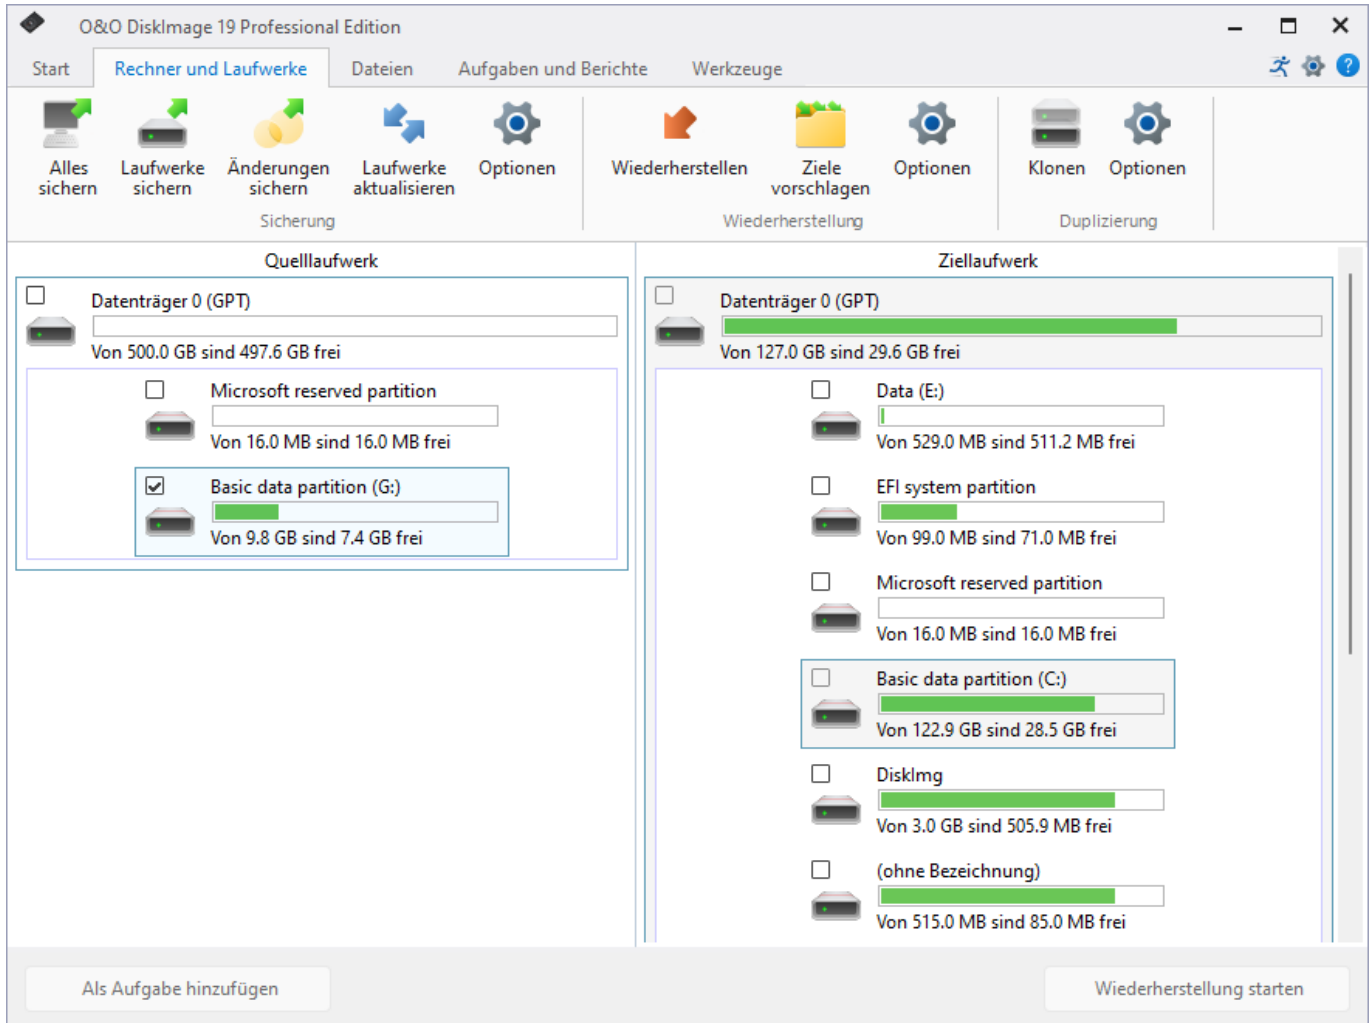 O&O DiskImage 19 Professional Edition
Start Rechner und Laufwerke Dateien Aufgaben und Berichte Werkzeuge ?
Alles sichern
Laufwerke sichern
Änderungen sichern
Laufwerke aktualisieren
Optionen
Wiederherstellen
Ziele vorschlagen
Optionen
Klonen
Optionen
Sicherung Wiederherstellung Duplizierung
Quelllaufwerk
Datenträger 0 (GPT)
Von 500.0 GB sind 497.6 GB frei
Microsoft reserved partition
Von 16.0 MB sind 16.0 MB frei
Basic data partition (G:)
Von 9.8 GB sind 7.4 GB frei
Ziellaufwerk
Datenträger 0 (GPT)
Von 127.0 GB sind 29.6 GB frei
Data (E:)
Von 529.0 MB sind 511.2 MB frei
EFI system partition
Von 99.0 MB sind 71.0 MB frei
Microsoft reserved partition
Von 16.0 MB sind 16.0 MB frei
Basic data partition (C:)
Von 122.9 GB sind 28.5 GB frei
DiskImg
Von 3.0 GB sind 505.9 MB frei
(ohne Bezeichnung)
Von 515.0 MB sind 85.0 MB frei
Als Aufgabe hinzufügen
Wiederherstellung starten